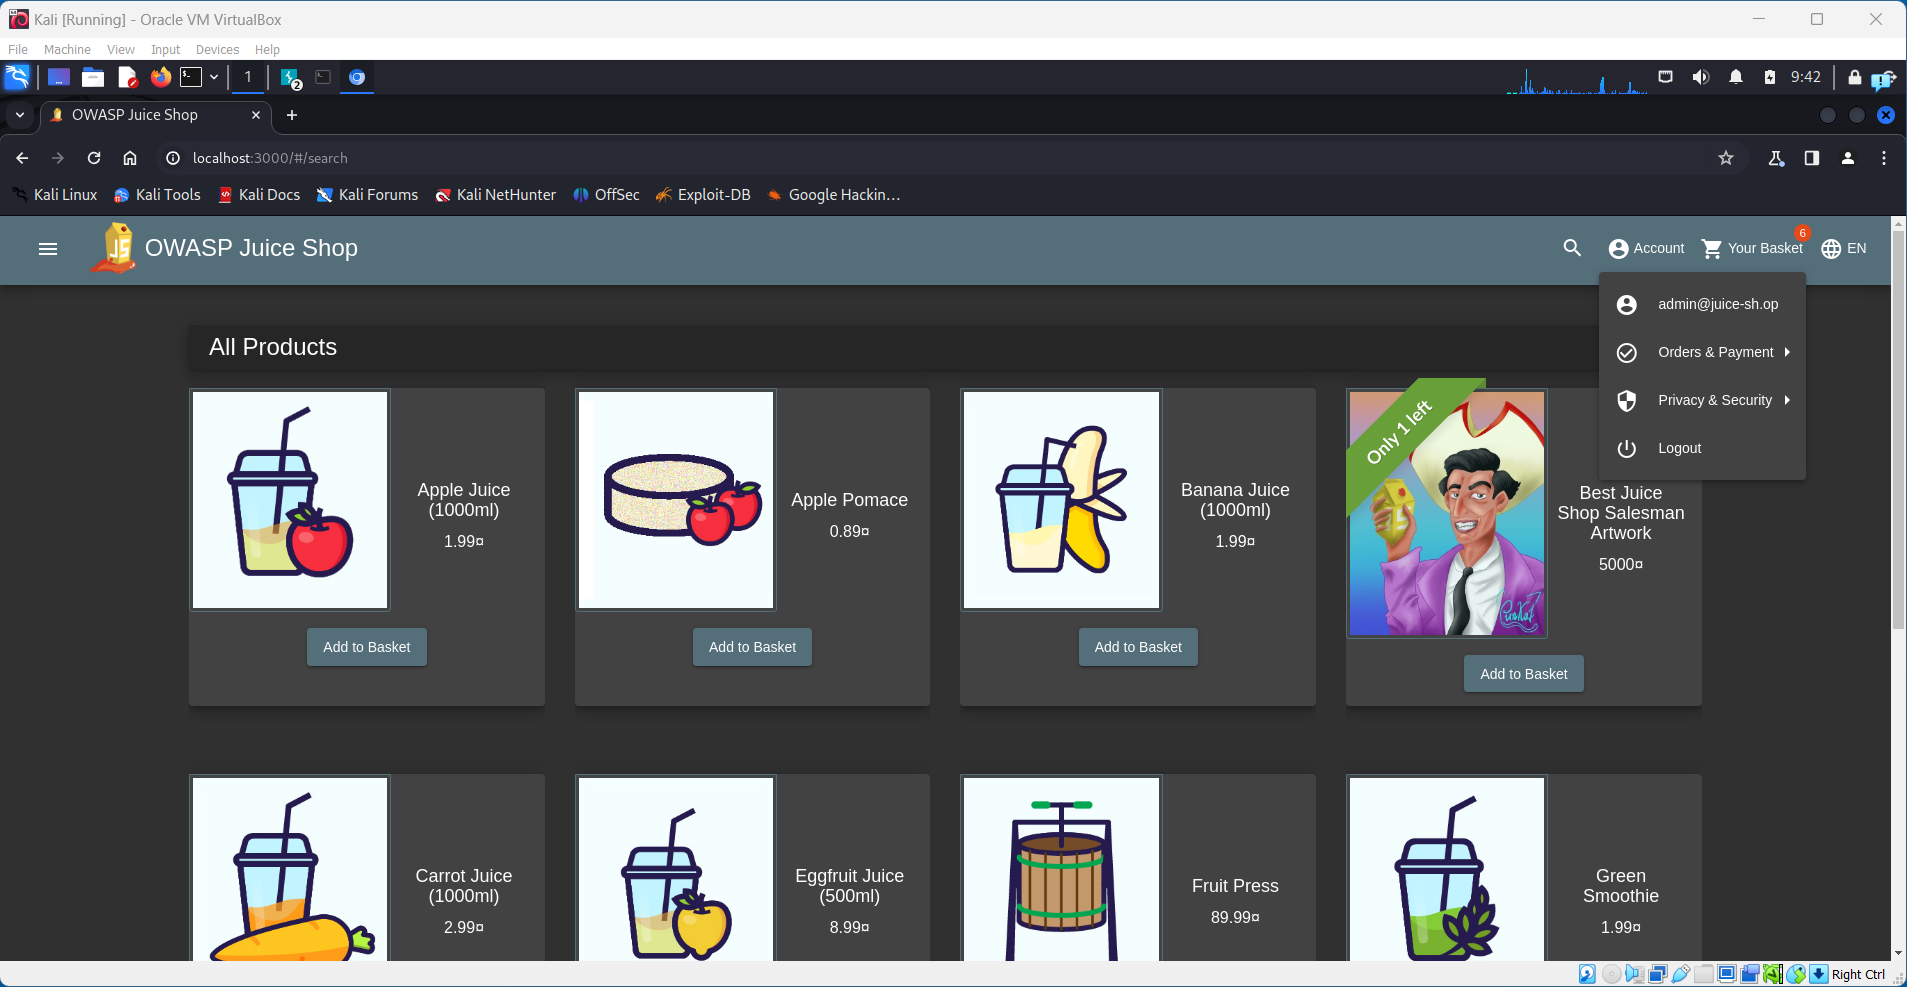 Kali [Running] - Oracle VM VirtualBox
File Machine View Input Devices Help
1 2 9:42
OWASP Juice Shop
localhost:3000/#/search
Kali Linux Kali Tools Kali Docs Kali Forums Kali NetHunter OffSec Exploit-DB Google Hackin…
JS OWASP Juice Shop Account Your Basket 6 EN
admin@juice-sh.op
Orders & Payment
Privacy & Security
Logout
All Products
Apple Juice
(1000ml)
1.99¤
Add to Basket
Apple Pomace
0.89¤
Add to Basket
Banana Juice
(1000ml)
1.99¤
Add to Basket
Only 1 left
Best Juice
Shop Salesman
Artwork
5000¤
Add to Basket
Carrot Juice
(1000ml)
2.99¤
Eggfruit Juice
(500ml)
8.99¤
Fruit Press
89.99¤
Green
Smoothie
1.99¤
Right Ctrl